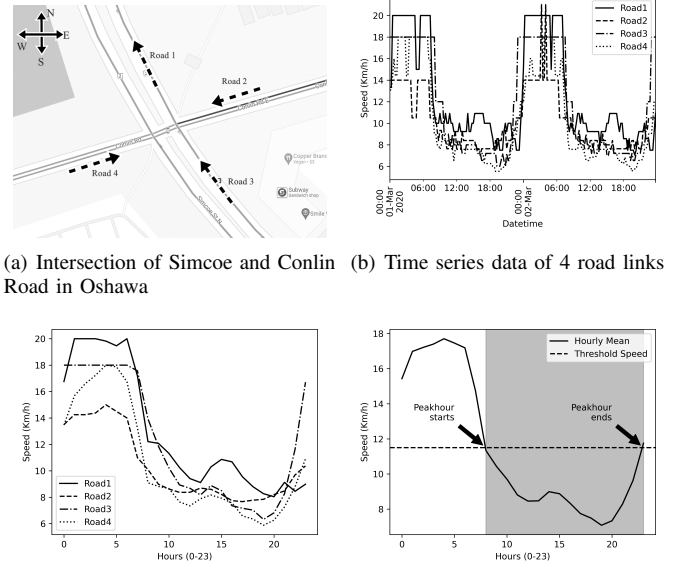 N
W
E
S
Road 1
Road 2
Road 3
Road 4
Conlin Rd E
Conlin Rd
Simcoe St N
Copper Bran
Subway
Sandwich shop
Smile
20
18
16
14
12
10
8
6
Speed (Km/h)
Road1
Road2
Road3
Road4
00:00
01-Mar
2020
06:00
12:00
18:00
00:00
02-Mar
06:00
12:00
18:00
Datetime
(a) Intersection of Simcoe and Conlin
Road in Oshawa
(b) Time series data of 4 road links
20
18
16
14
12
10
8
6
Speed (Km/h)
Road1
Road2
Road3
Road4
0
5
10
15
20
Hours (0-23)
18
16
14
12
10
8
Speed (Km/h)
Hourly Mean
Threshold Speed
Peakhour
starts
Peakhour
ends
0
5
10
15
20
Hours (0-23)